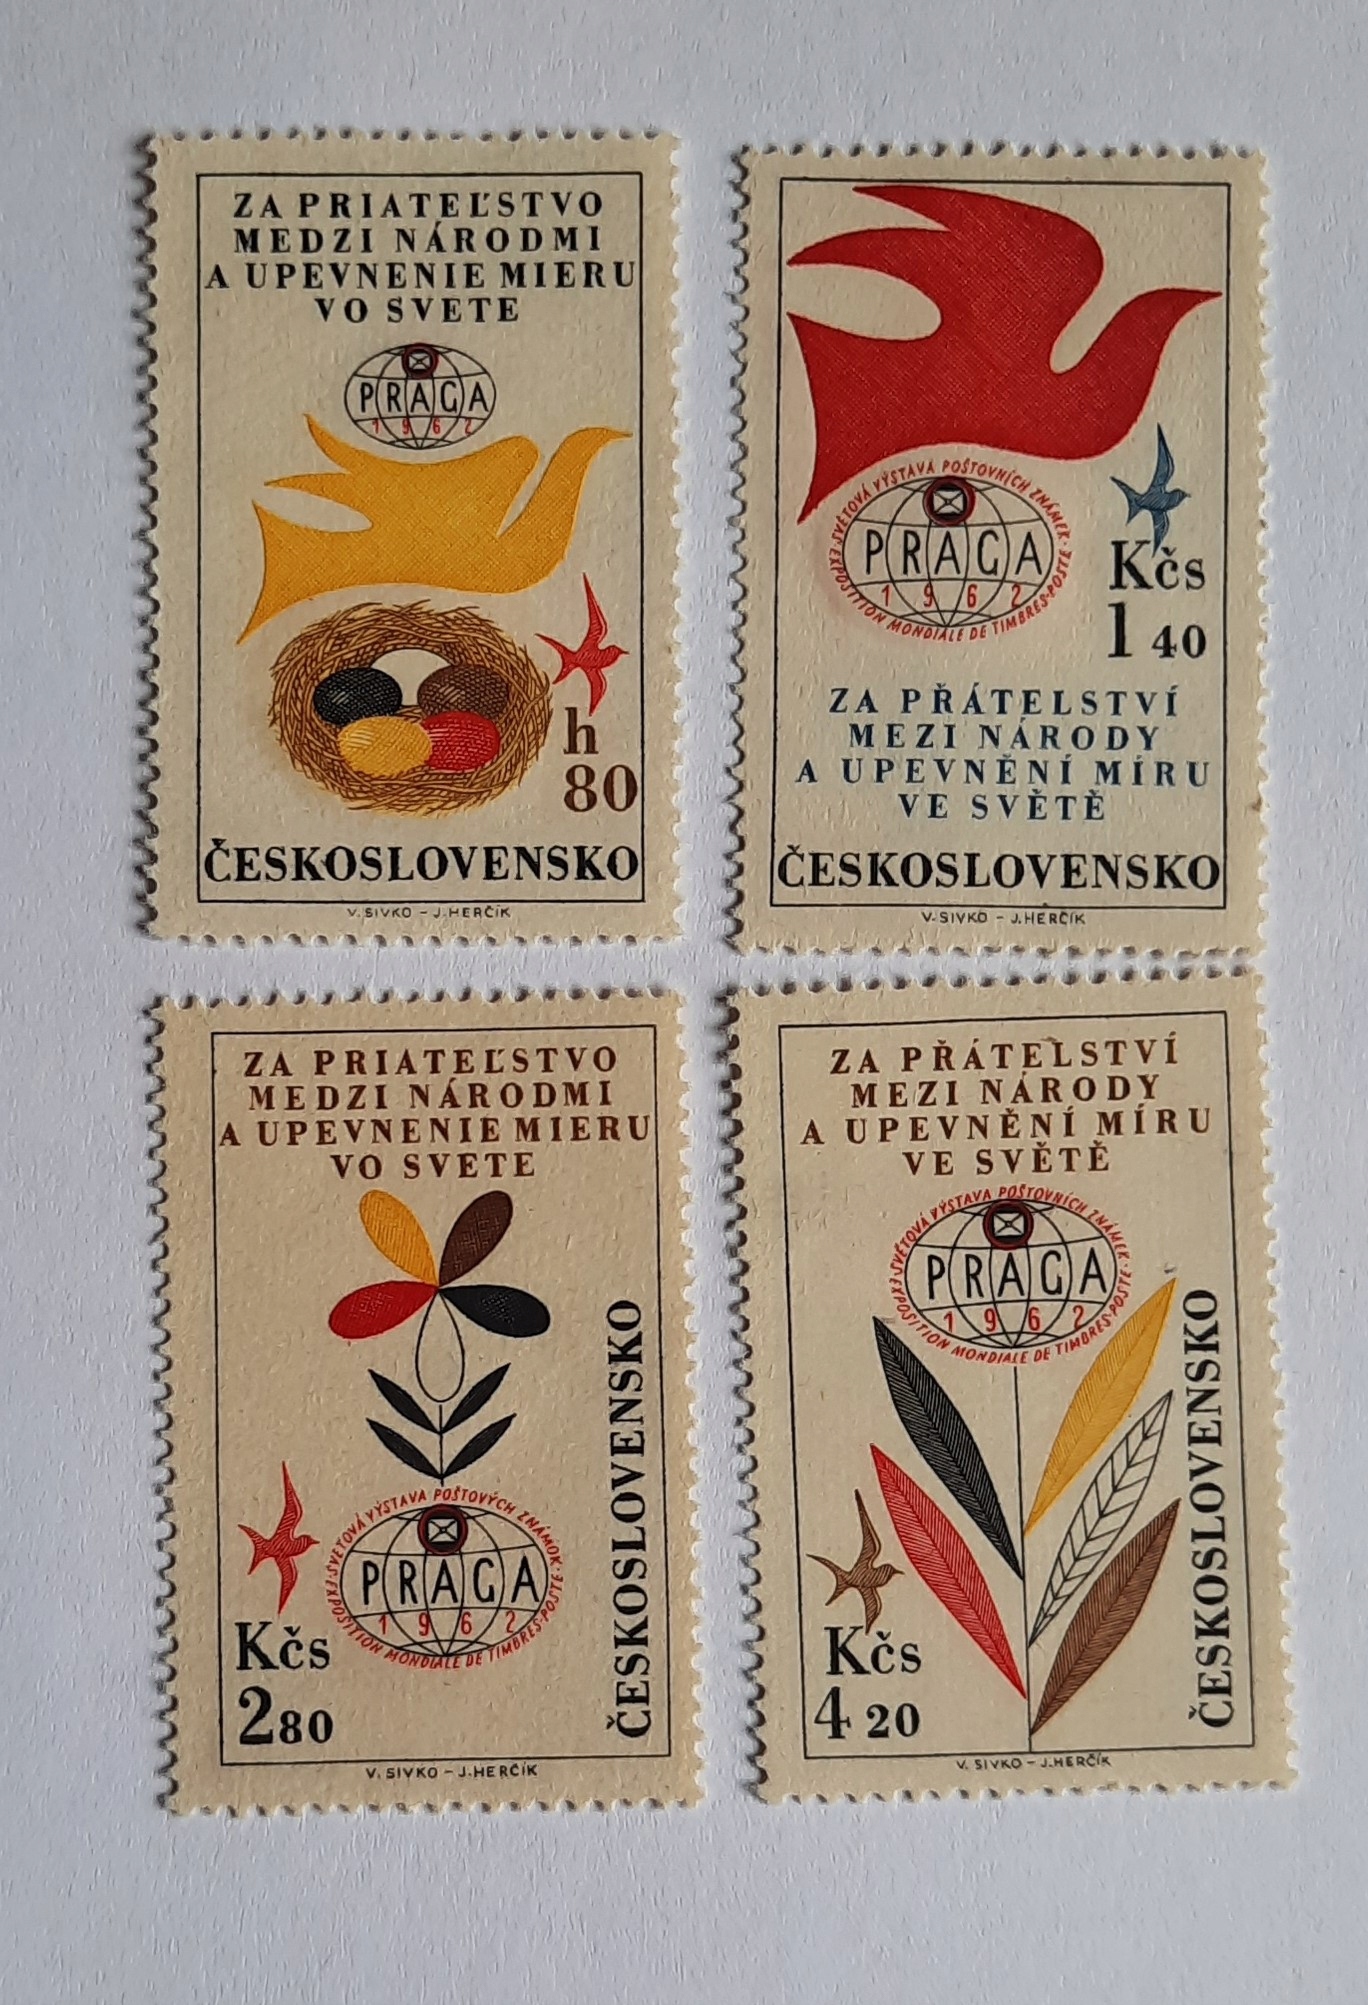 ZA PRIATEĽSTVO
MEDZI NÁRODMI
A UPEVNENIE MIERU
VO SVETE
PRAGA
1962
h
80
ČESKOSLOVENSKO
V. SIVKO – J. HERČÍK
SVĚTOVÁ VÝSTAVA POŠTOVNÍCH ZNÁMEK
PRAGA
1962
EXPOSITION MONDIALE DE TIMBRES-POSTE
Kčs
1 40
ZA PŘÁTELSTVÍ
MEZI NÁRODY
A UPEVNĚNÍ MÍRU
VE SVĚTĚ
ČESKOSLOVENSKO
V. SIVKO – J. HERČÍK
ZA PRIATEĽSTVO
MEDZI NÁRODMI
A UPEVNENIE MIERU
VO SVETE
SVETOVÁ VÝSTAVA POŠTOVÝCH ZNÁMOK
PRAGA
1962
EXPOSITION MONDIALE DE TIMBRES-POSTE
Kčs
2 80
ČESKOSLOVENSKO
V. SIVKO – J. HERČÍK
ZA PŘÁTELSTVÍ
MEZI NÁRODY
A UPEVNĚNÍ MÍRU
VE SVĚTĚ
SVĚTOVÁ VÝSTAVA POŠTOVNÍCH ZNÁMEK
PRAGA
1962
EXPOSITION MONDIALE DE TIMBRES-POSTE
Kčs
4 20
ČESKOSLOVENSKO
V. SIVKO – J. HERČÍK